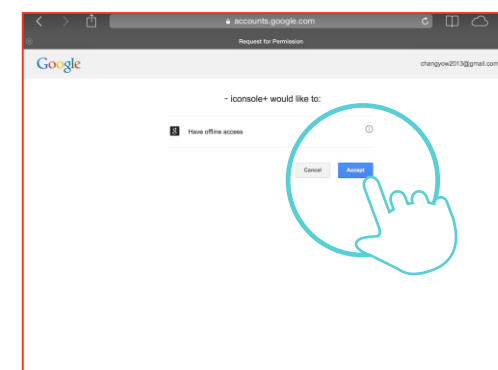 accounts.google.com
Request for Permission
Google
changyow2013@gmail.com
- iconsole+ would like to:
Have offline access
Cancel
Accept